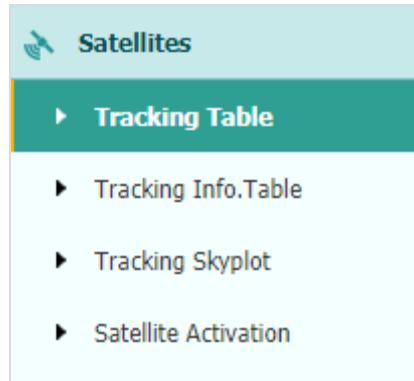 Satellites
Tracking Table
Tracking Info.Table
Tracking Skyplot
Satellite Activation